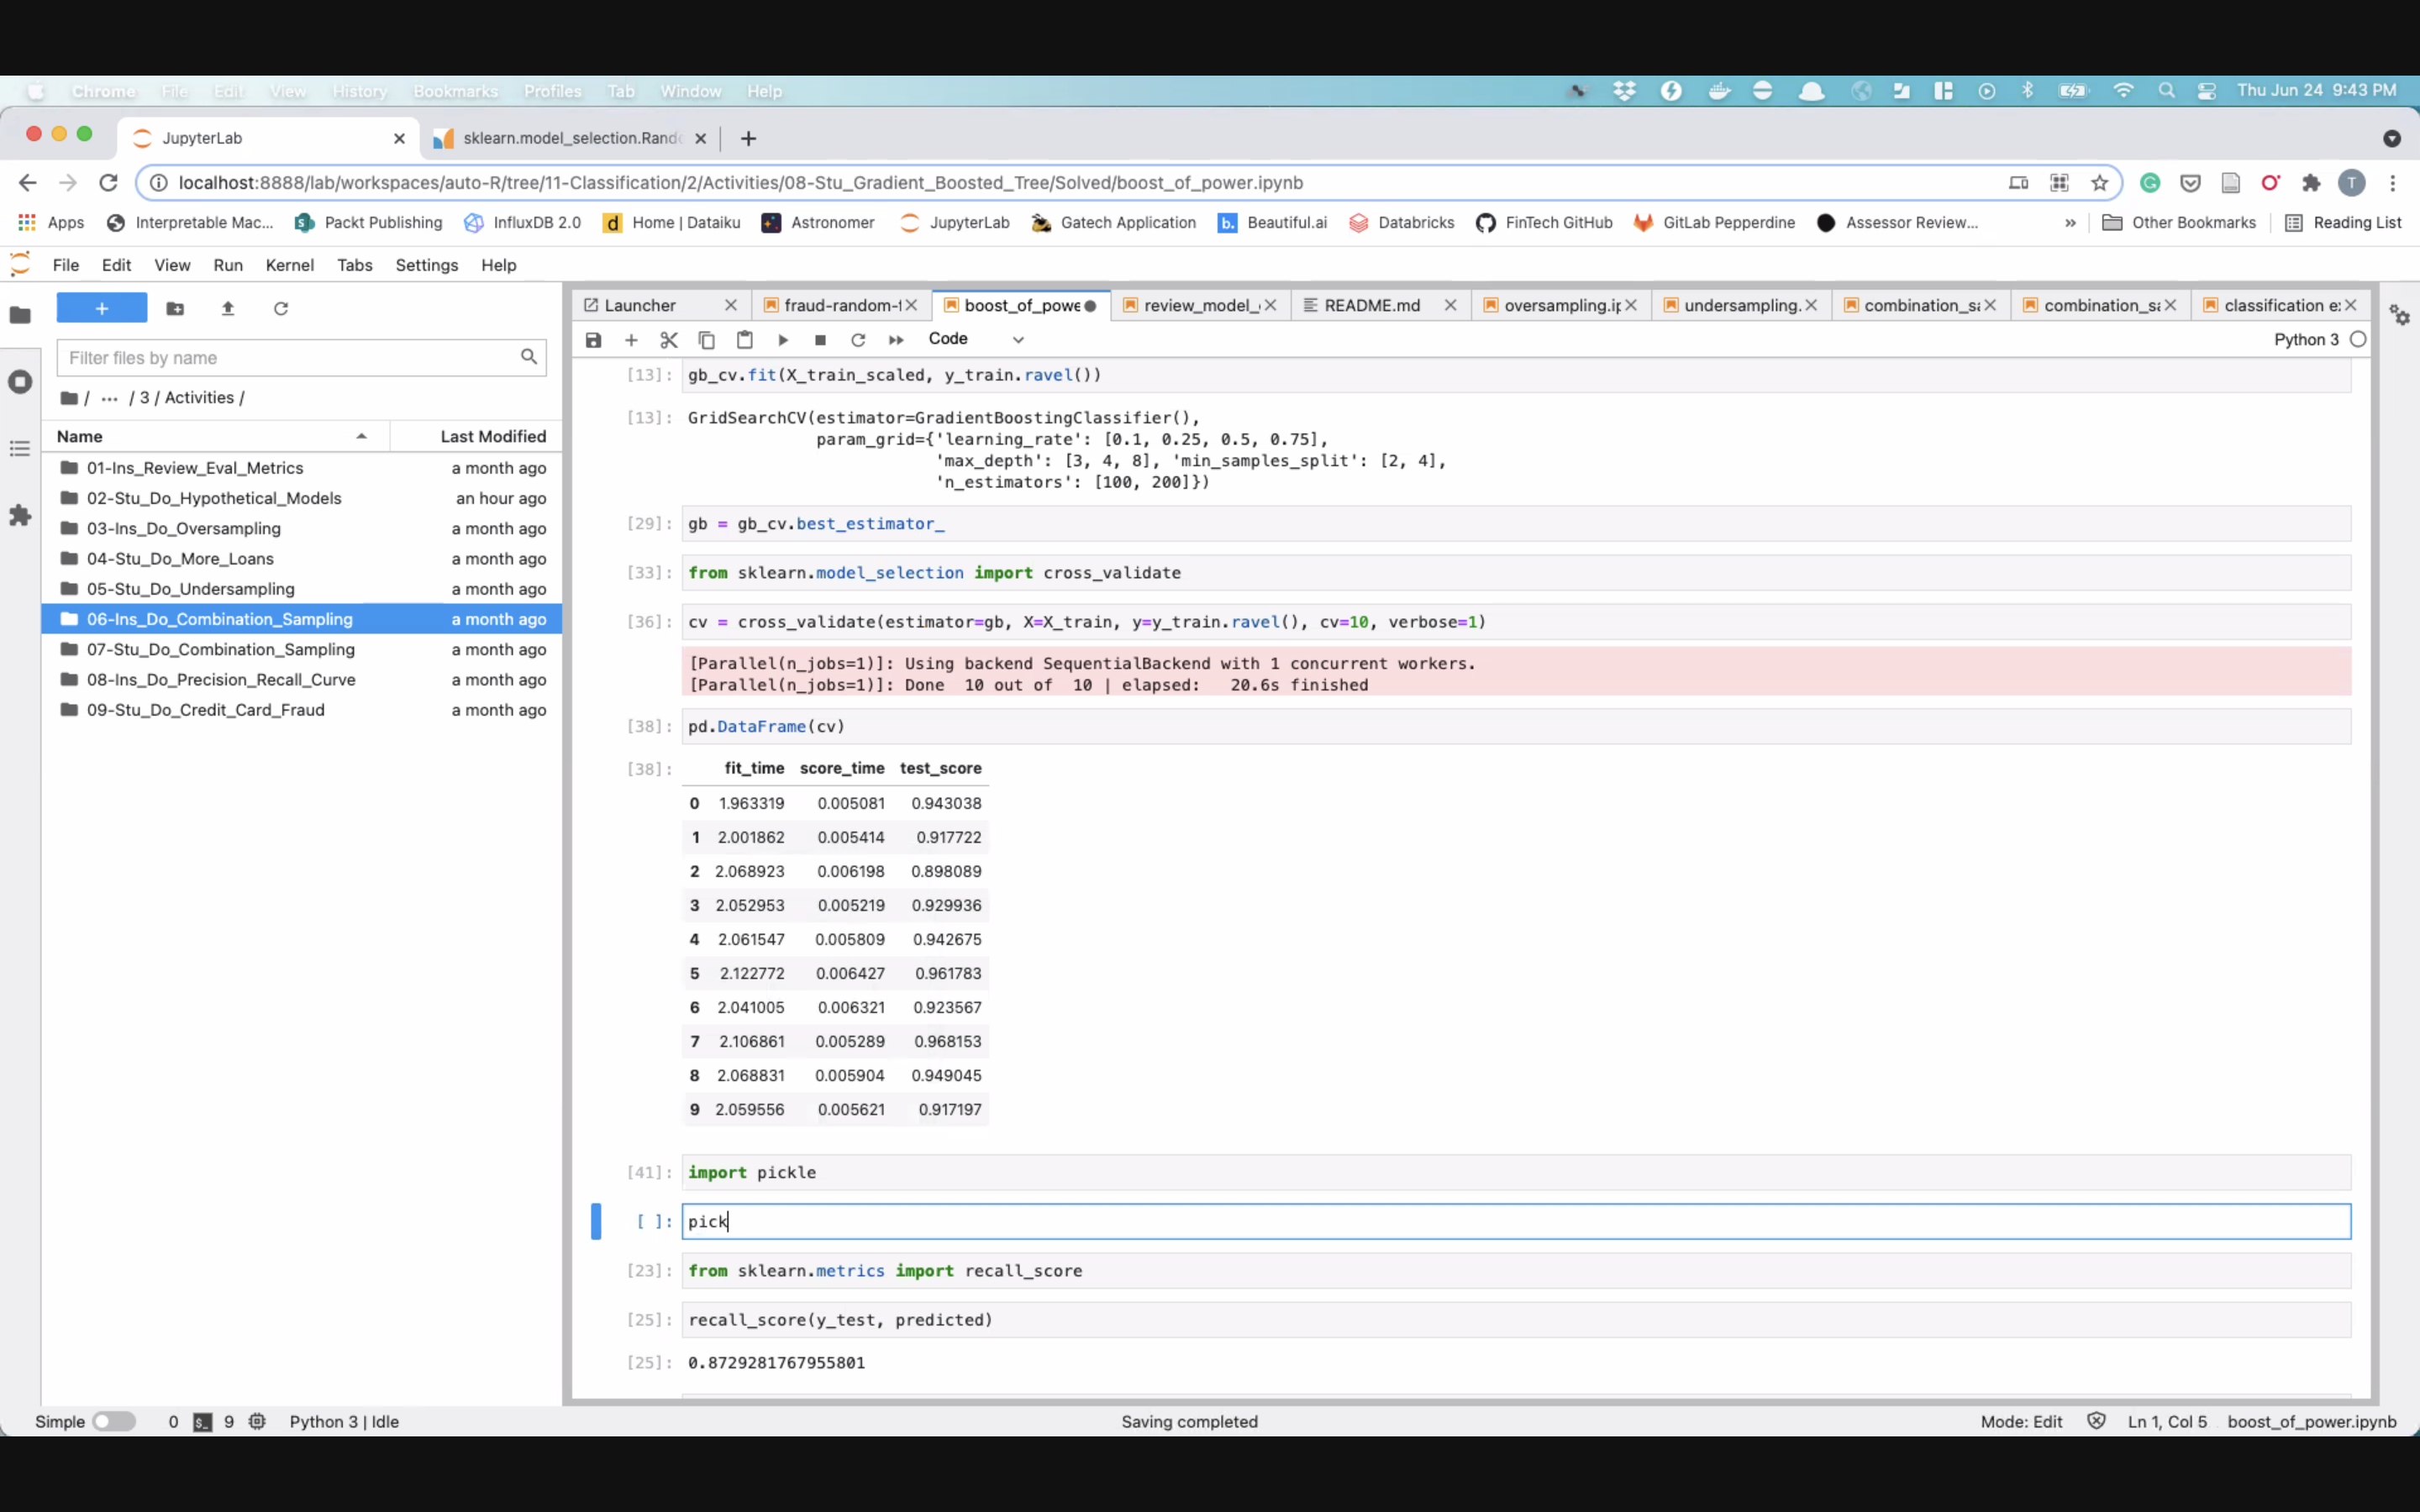 Chrome File Edit View History Bookmarks Profiles Tab Window Help Thu Jun 24 9:43 PM
JupyterLab sklearn.model_selection.Rand
localhost:8888/lab/workspaces/auto-R/tree/11-Classification/2/Activities/08-Stu_Gradient_Boosted_Tree/Solved/boost_of_power.ipynb T
Apps Interpretable Mac... Packt Publishing InfluxDB 2.0 Home | Dataiku Astronomer JupyterLab Gatech Application Beautiful.ai Databricks FinTech GitHub GitLab Pepperdine Assessor Review... » Other Bookmarks Reading List
File Edit View Run Kernel Tabs Settings Help
Launcher fraud-random-f boost_of_powe review_model_ README.md oversampling.ip undersampling. combination_sa combination_sa classification e
Code Python 3
Filter files by name
/ ··· / 3 / Activities /
Name Last Modified
01-Ins_Review_Eval_Metrics a month ago
02-Stu_Do_Hypothetical_Models an hour ago
03-Ins_Do_Oversampling a month ago
04-Stu_Do_More_Loans a month ago
05-Stu_Do_Undersampling a month ago
06-Ins_Do_Combination_Sampling a month ago
07-Stu_Do_Combination_Sampling a month ago
08-Ins_Do_Precision_Recall_Curve a month ago
09-Stu_Do_Credit_Card_Fraud a month ago
[13]: gb_cv.fit(X_train_scaled, y_train.ravel())
[13]: GridSearchCV(estimator=GradientBoostingClassifier(),
param_grid={'learning_rate': [0.1, 0.25, 0.5, 0.75],
'max_depth': [3, 4, 8], 'min_samples_split': [2, 4],
'n_estimators': [100, 200]})
[29]: gb = gb_cv.best_estimator_
[33]: from sklearn.model_selection import cross_validate
[36]: cv = cross_validate(estimator=gb, X=X_train, y=y_train.ravel(), cv=10, verbose=1)
[Parallel(n_jobs=1)]: Using backend SequentialBackend with 1 concurrent workers.
[Parallel(n_jobs=1)]: Done 10 out of 10 | elapsed: 20.6s finished
[38]: pd.DataFrame(cv)
[38]: fit_time score_time test_score
0 1.963319 0.005081 0.943038
1 2.001862 0.005414 0.917722
2 2.068923 0.006198 0.898089
3 2.052953 0.005219 0.929936
4 2.061547 0.005809 0.942675
5 2.122772 0.006427 0.961783
6 2.041005 0.006321 0.923567
7 2.106861 0.005289 0.968153
8 2.068831 0.005904 0.949045
9 2.059556 0.005621 0.917197
[41]: import pickle
[ ]: pick
[23]: from sklearn.metrics import recall_score
[25]: recall_score(y_test, predicted)
[25]: 0.8729281767955801
Simple 0 9 Python 3 | Idle Saving completed Mode: Edit Ln 1, Col 5 boost_of_power.ipynb